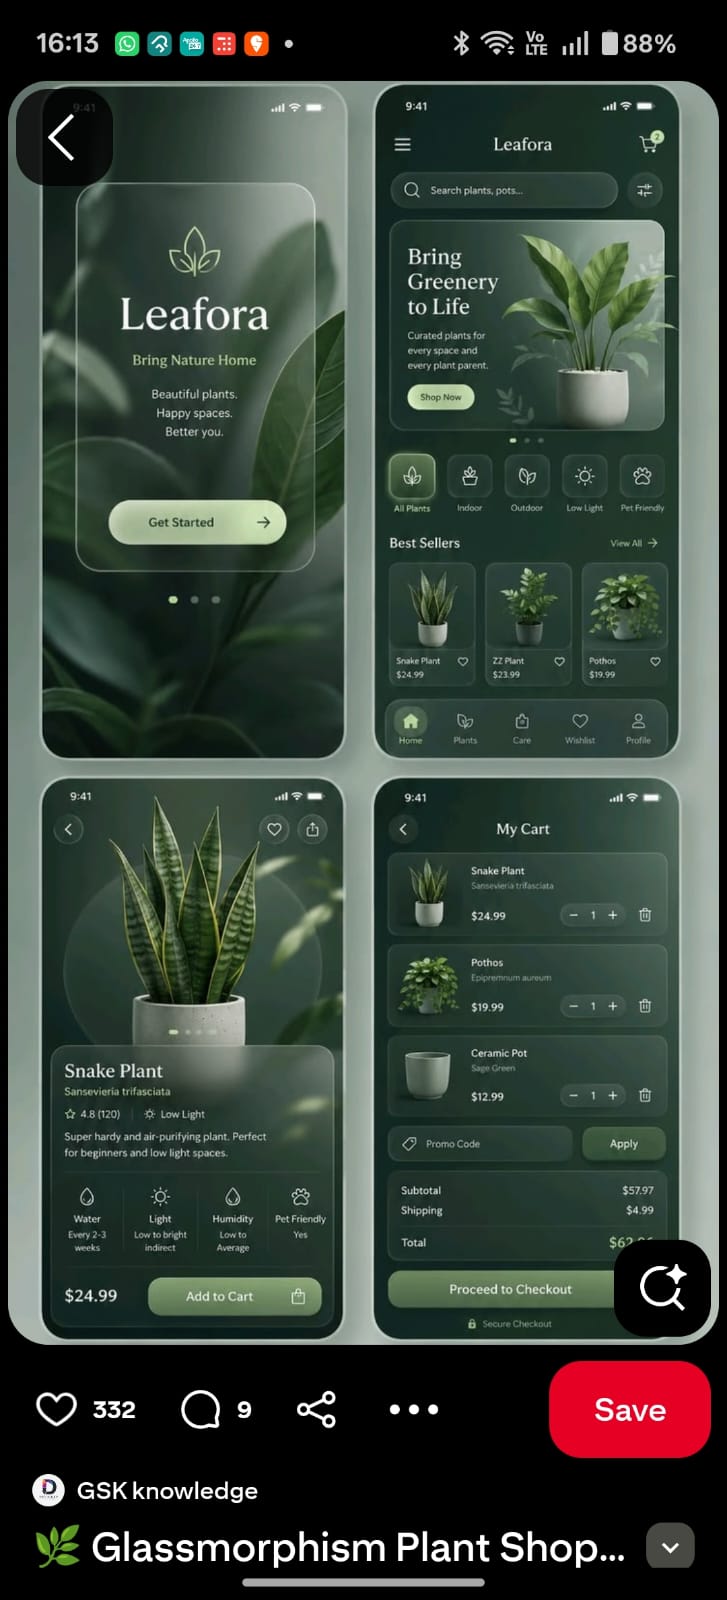 16:13
Vo
LTE
88%
9:41
Leafora
Bring Nature Home
Beautiful plants.
Happy spaces.
Better you.
Get Started
9:41
Leafora
2
Search plants, pots...
Bring
Greenery
to Life
Curated plants for
every space and
every plant parent.
Shop Now
All Plants
Indoor
Outdoor
Low Light
Pet Friendly
Best Sellers
View All
Snake Plant
$24.99
ZZ Plant
$23.99
Pothos
$19.99
Home
Plants
Care
Wishlist
Profile
9:41
Snake Plant
Sansevieria trifasciata
4.8 (120)
Low Light
Super hardy and air-purifying plant. Perfect
for beginners and low light spaces.
Water
Every 2-3
weeks
Light
Low to bright
indirect
Humidity
Low to
Average
Pet Friendly
Yes
$24.99
Add to Cart
9:41
My Cart
Snake Plant
Sansevieria trifasciata
$24.99
− 1 +
Pothos
Epipremnum aureum
$19.99
− 1 +
Ceramic Pot
Sage Green
$12.99
− 1 +
Promo Code
Apply
Subtotal
$57.97
Shipping
$4.99
Total
Proceed to Checkout
Secure Checkout
332
9
Save
GSK knowledge
Glassmorphism Plant Shop...